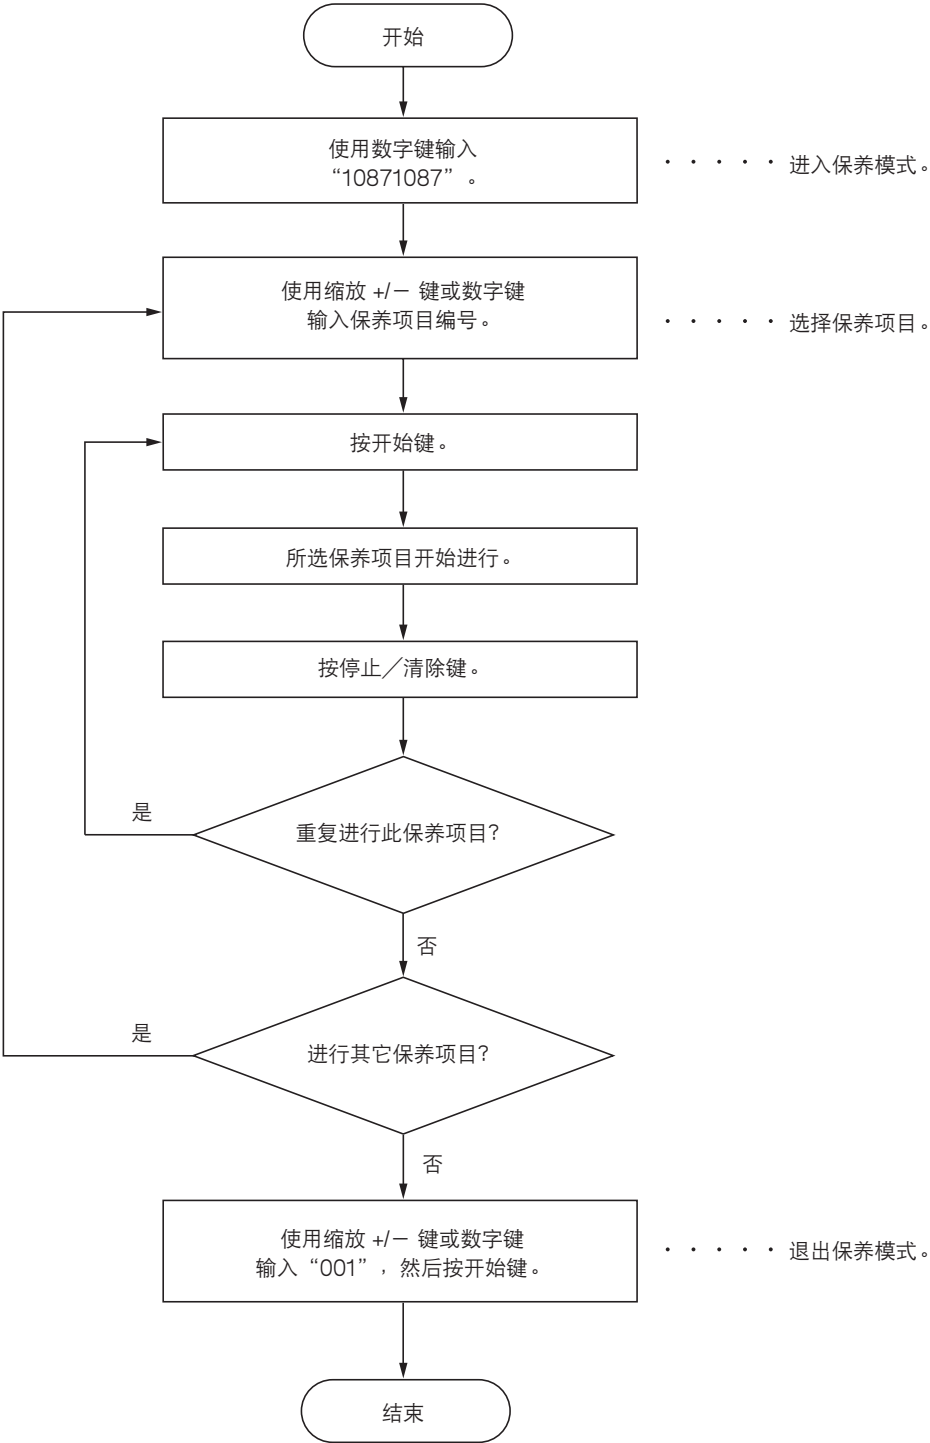 开始
使用数字键输入
“10871087”。
· · · · · 进入保养模式。
使用缩放 +/− 键或数字键
输入保养项目编号。
· · · · · 选择保养项目。
按开始键。
所选保养项目开始进行。
按停止／清除键。
是
重复进行此保养项目？
否
是
进行其它保养项目？
否
使用缩放 +/− 键或数字键
输入“001”，然后按开始键。
· · · · · 退出保养模式。
结束